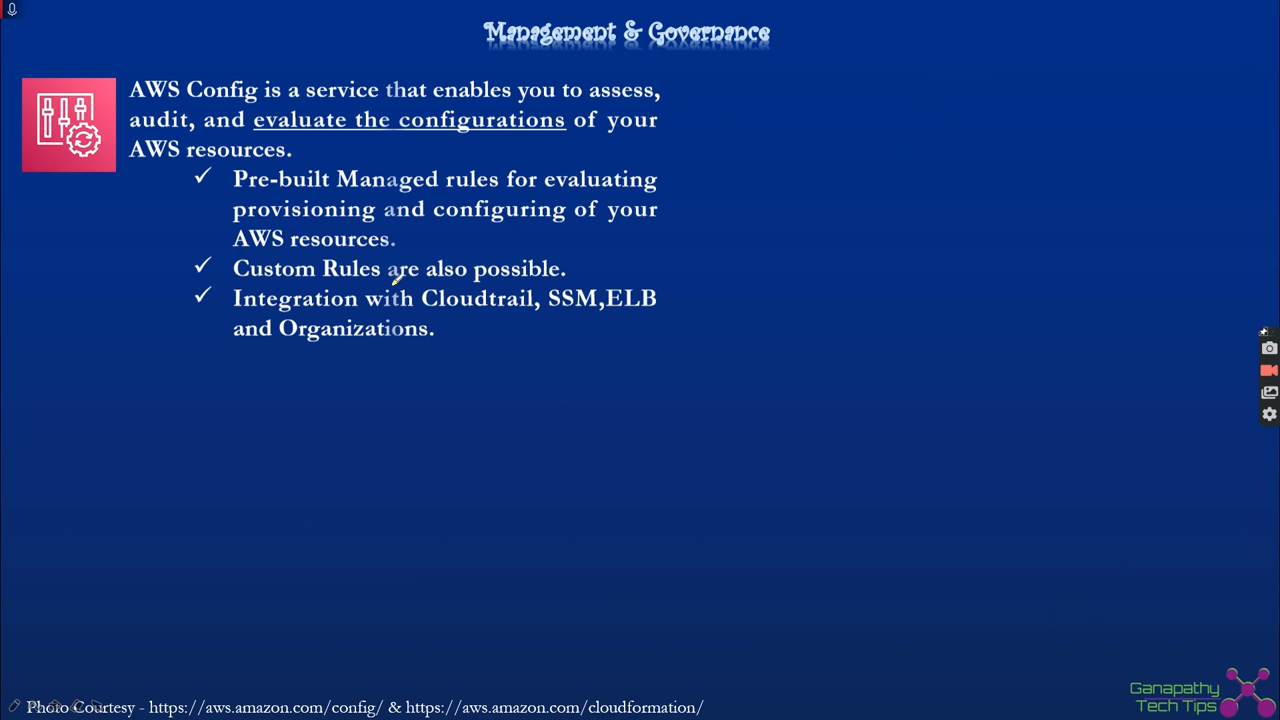 Management & Governance
AWS Config is a service that enables you to assess,
audit, and evaluate the configurations of your
AWS resources.
✓ Pre-built Managed rules for evaluating
provisioning and configuring of your
AWS resources.
✓ Custom Rules are also possible.
✓ Integration with Cloudtrail, SSM,ELB
and Organizations.
Photo Courtesy - https://aws.amazon.com/config/ & https://aws.amazon.com/cloudformation/
Ganapathy
Tech Tips